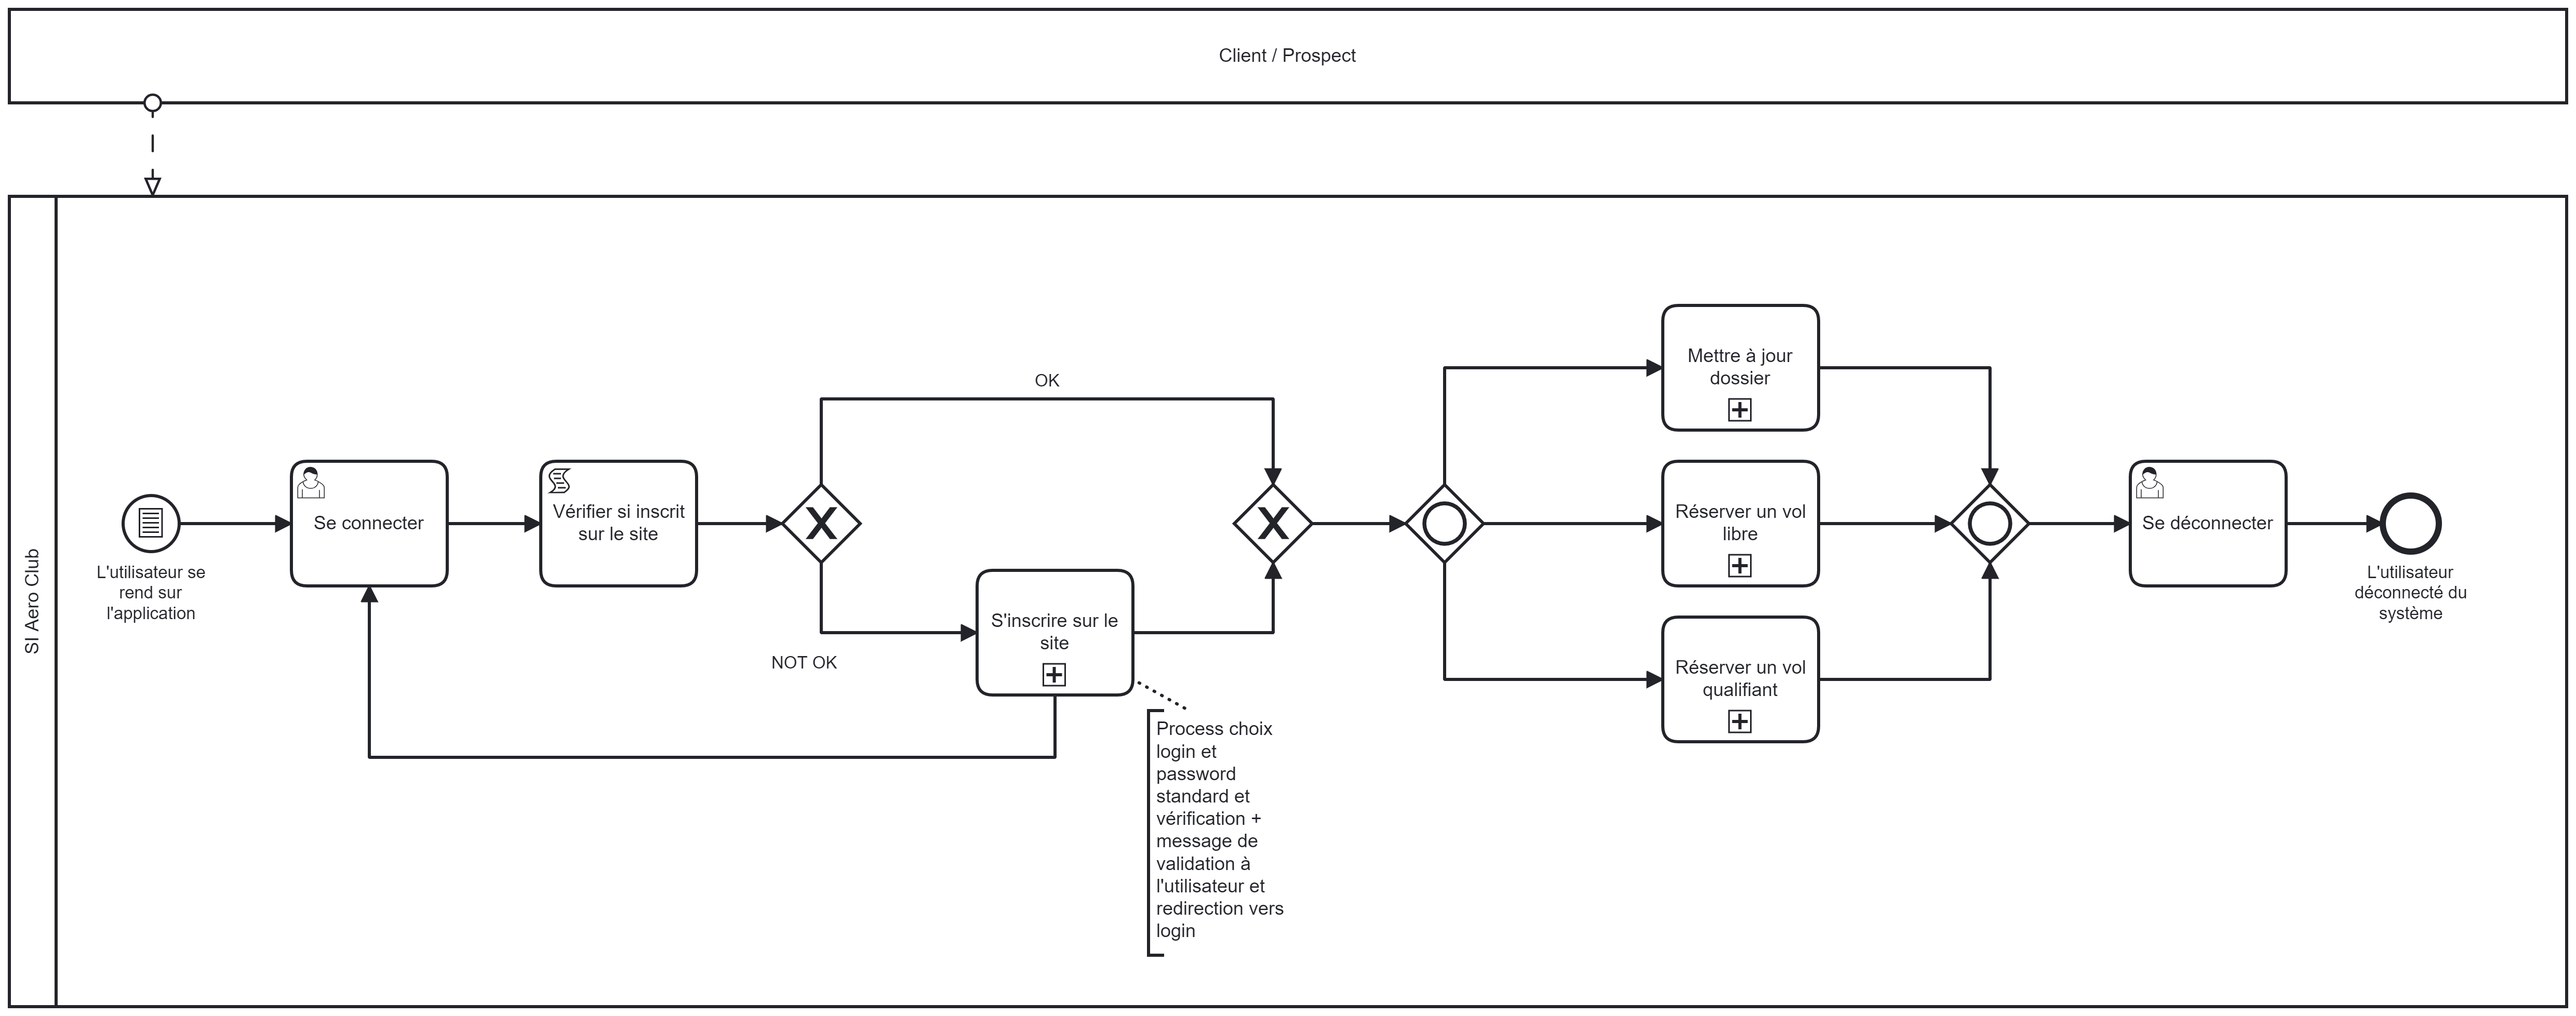 Client / Prospect
SI Aero Club
L'utilisateur se
rend sur
l'application
Se connecter
Vérifier si inscrit
sur le site
OK
NOT OK
S'inscrire sur le
site
Process choix
login et
password
standard et
vérification +
message de
validation à
l'utilisateur et
redirection vers
login
Mettre à jour
dossier
Réserver un vol
libre
Réserver un vol
qualifiant
Se déconnecter
L'utilisateur
déconnecté du
système